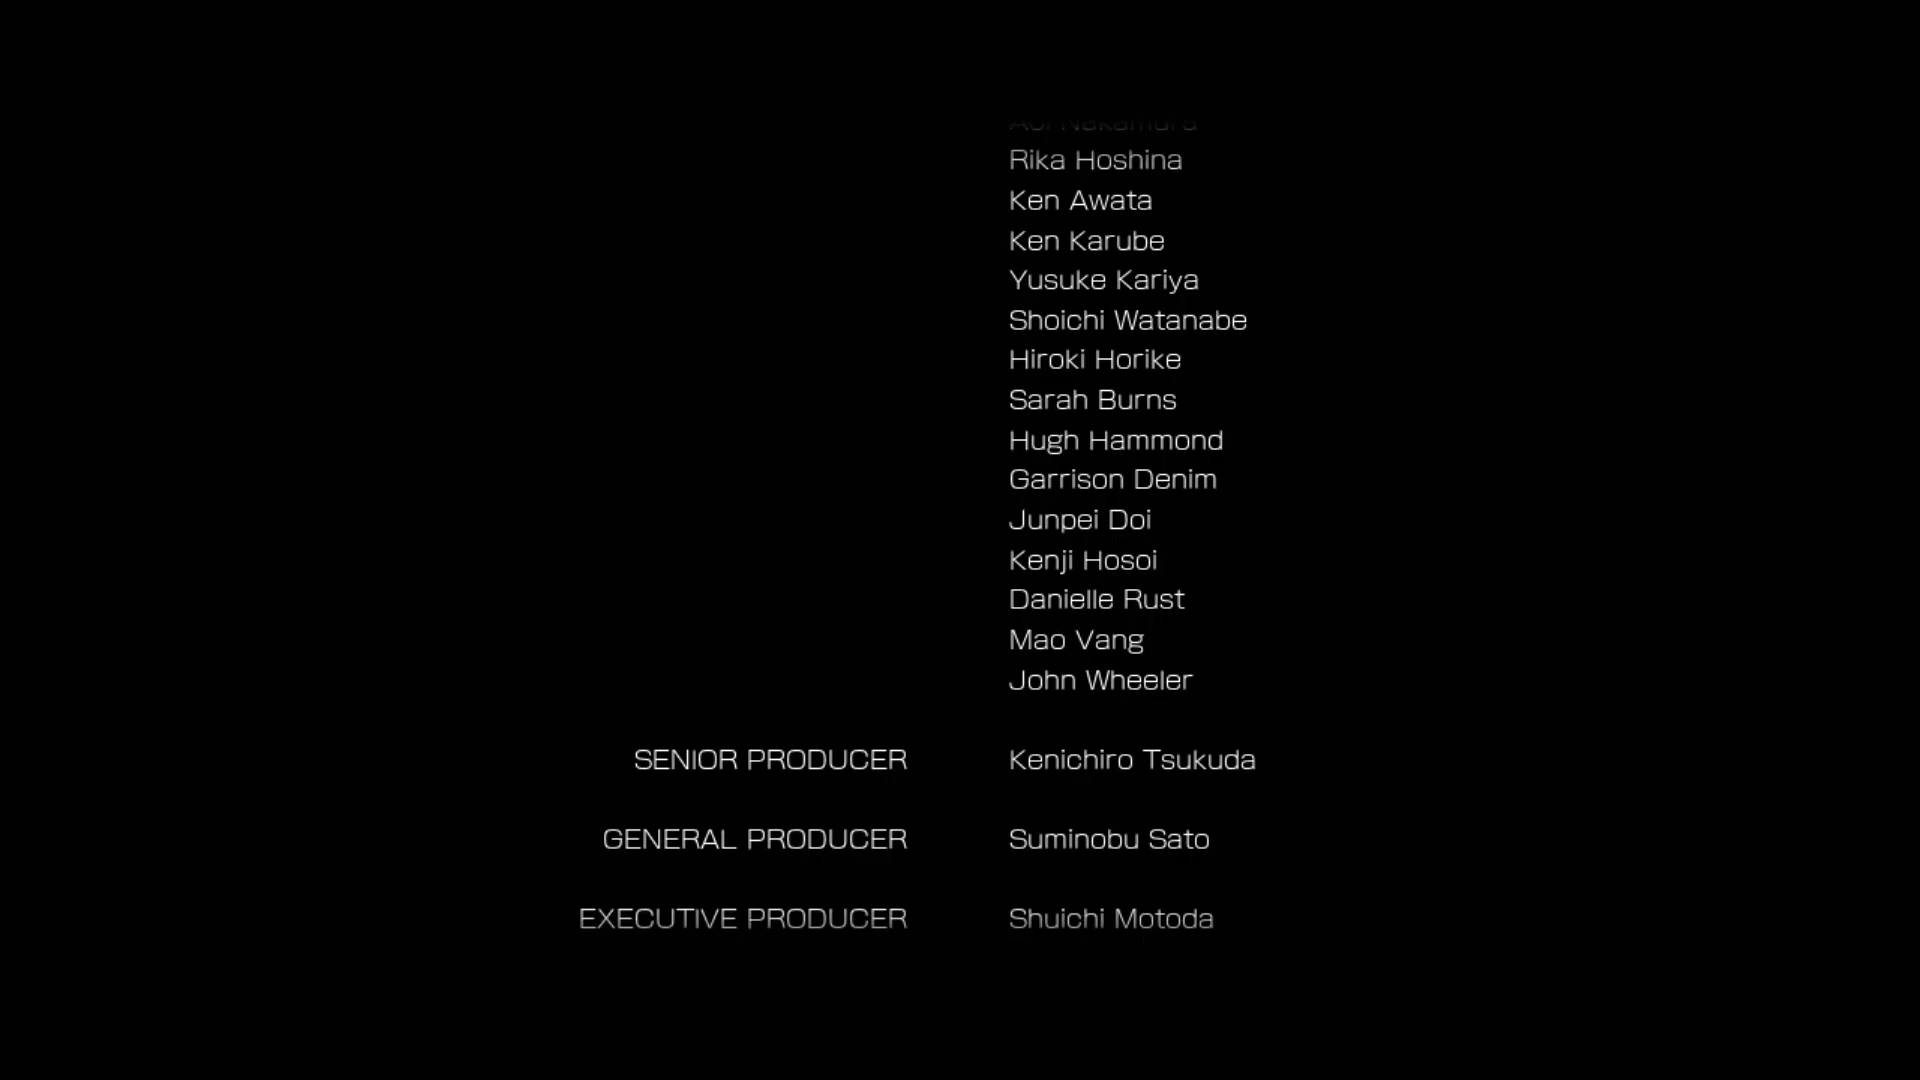 Aoi Nakamura
Rika Hoshina
Ken Awata
Ken Karube
Yusuke Kariya
Shoichi Watanabe
Hiroki Horike
Sarah Burns
Hugh Hammond
Garrison Denim
Junpei Doi
Kenji Hosoi
Danielle Rust
Mao Vang
John Wheeler
SENIOR PRODUCER Kenichiro Tsukuda
GENERAL PRODUCER Suminobu Sato
EXECUTIVE PRODUCER Shuichi Motoda